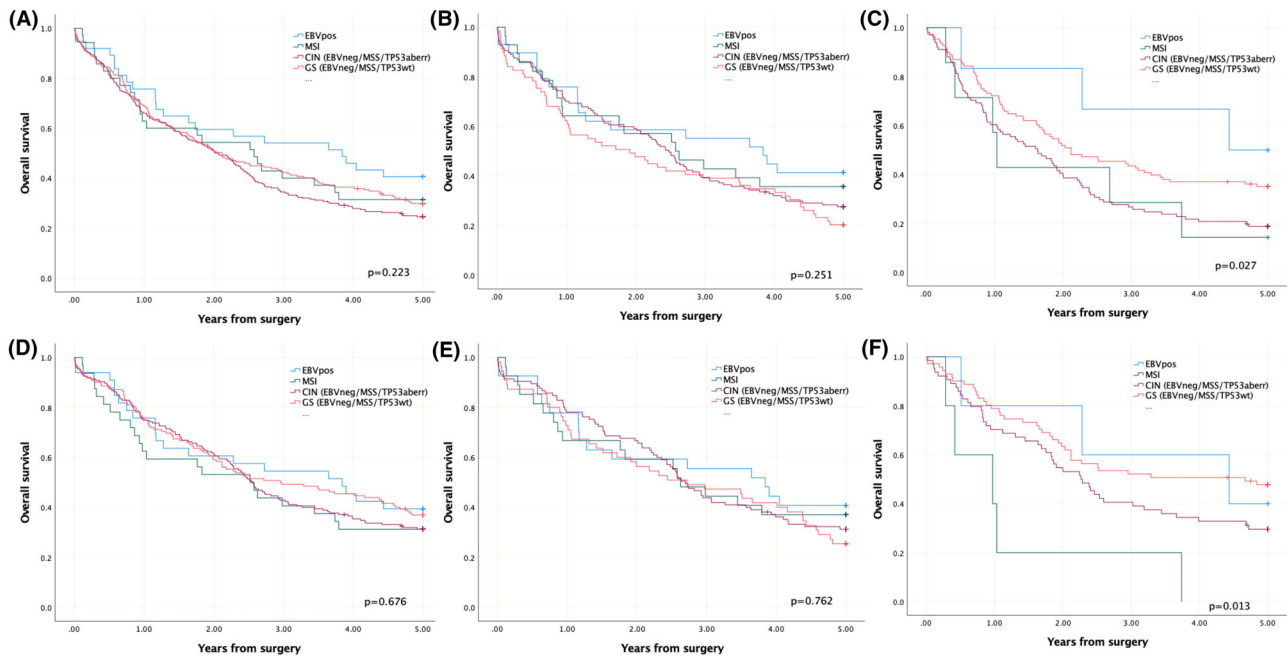 (A)
EBVpos
MSI
CIN (EBVneg/MSS/TP53aberr)
GS (EBVneg/MSS/TP53wt)
...
Overall survival
1.0
0.8
0.6
0.4
0.2
0.0
p=0.223
.00 1.00 2.00 3.00 4.00 5.00
Years from surgery
(B)
EBVpos
MSI
CIN (EBVneg/MSS/TP53aberr)
GS (EBVneg/MSS/TP53wt)
...
Overall survival
1.0
0.8
0.6
0.4
0.2
0.0
p=0.251
.00 1.00 2.00 3.00 4.00 5.00
Years from surgery
(C)
EBVpos
MSI
CIN (EBVneg/MSS/TP53aberr)
GS (EBVneg/MSS/TP53wt)
...
Overall survival
1.0
0.8
0.6
0.4
0.2
0.0
p=0.027
.00 1.00 2.00 3.00 4.00 5.00
Years from surgery
(D)
EBVpos
MSI
CIN (EBVneg/MSS/TP53aberr)
GS (EBVneg/MSS/TP53wt)
...
Overall survival
1.0
0.8
0.6
0.4
0.2
0.0
p=0.676
.00 1.00 2.00 3.00 4.00 5.00
Years from surgery
(E)
EBVpos
MSI
CIN (EBVneg/MSS/TP53aberr)
GS (EBVneg/MSS/TP53wt)
...
Overall survival
1.0
0.8
0.6
0.4
0.2
0.0
p=0.762
.00 1.00 2.00 3.00 4.00 5.00
Years from surgery
(F)
EBVpos
MSI
CIN (EBVneg/MSS/TP53aberr)
GS (EBVneg/MSS/TP53wt)
...
Overall survival
1.0
0.8
0.6
0.4
0.2
0.0
p=0.013
.00 1.00 2.00 3.00 4.00 5.00
Years from surgery